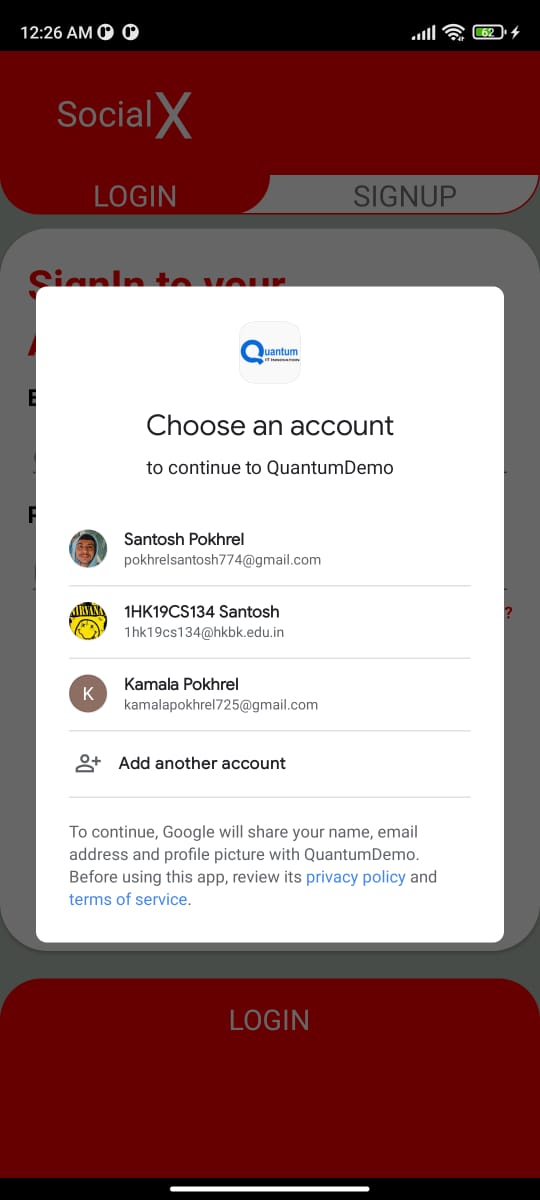 12:26 AM
62
Social X
LOGIN
SIGNUP
SignIn to your
Quantum
IT INNOVATION
Choose an account
to continue to QuantumDemo
Santosh Pokhrel
pokhrelsantosh774@gmail.com
NIRVANA
1HK19CS134 Santosh
1hk19cs134@hkbk.edu.in
K
Kamala Pokhrel
kamalapokhrel725@gmail.com
?
Add another account
To continue, Google will share your name, email
address and profile picture with QuantumDemo.
Before using this app, review its privacy policy and
terms of service.
LOGIN